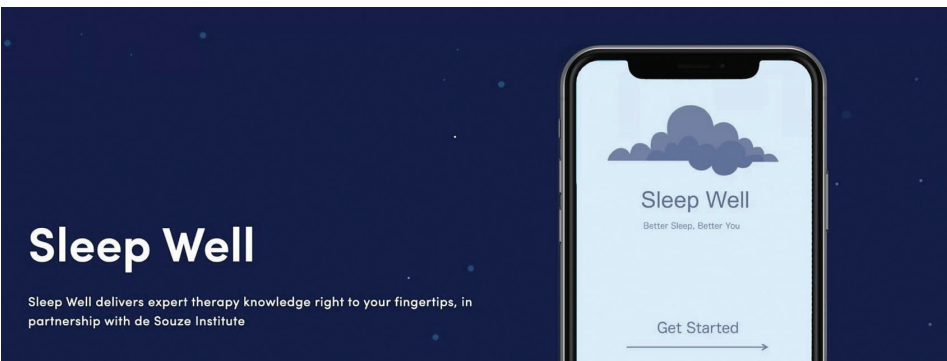 Sleep Well
Sleep Well delivers expert therapy knowledge right to your fingertips, in
partnership with de Souze Institute
Sleep Well
Better Sleep, Better You
Get Started